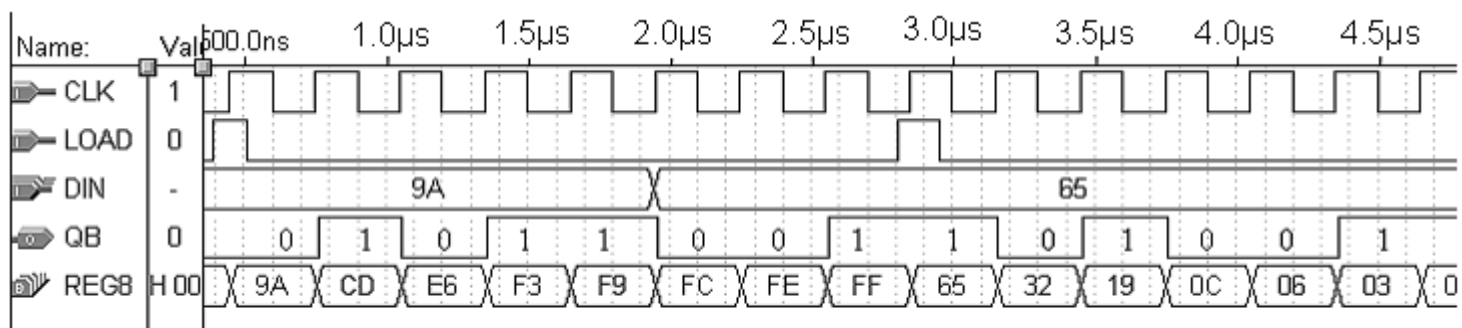 Name: Val 500.0ns 1.0μs 1.5μs 2.0μs 2.5μs 3.0μs 3.5μs 4.0μs 4.5μs
CLK 1
LOAD 0
DIN - 9A 65
QB 0 0 1 0 1 1 0 0 1 1 0 1 0 0 1
REG8 H 00 9A CD E6 F3 F9 FC FE FF 65 32 19 0C 06 03 0